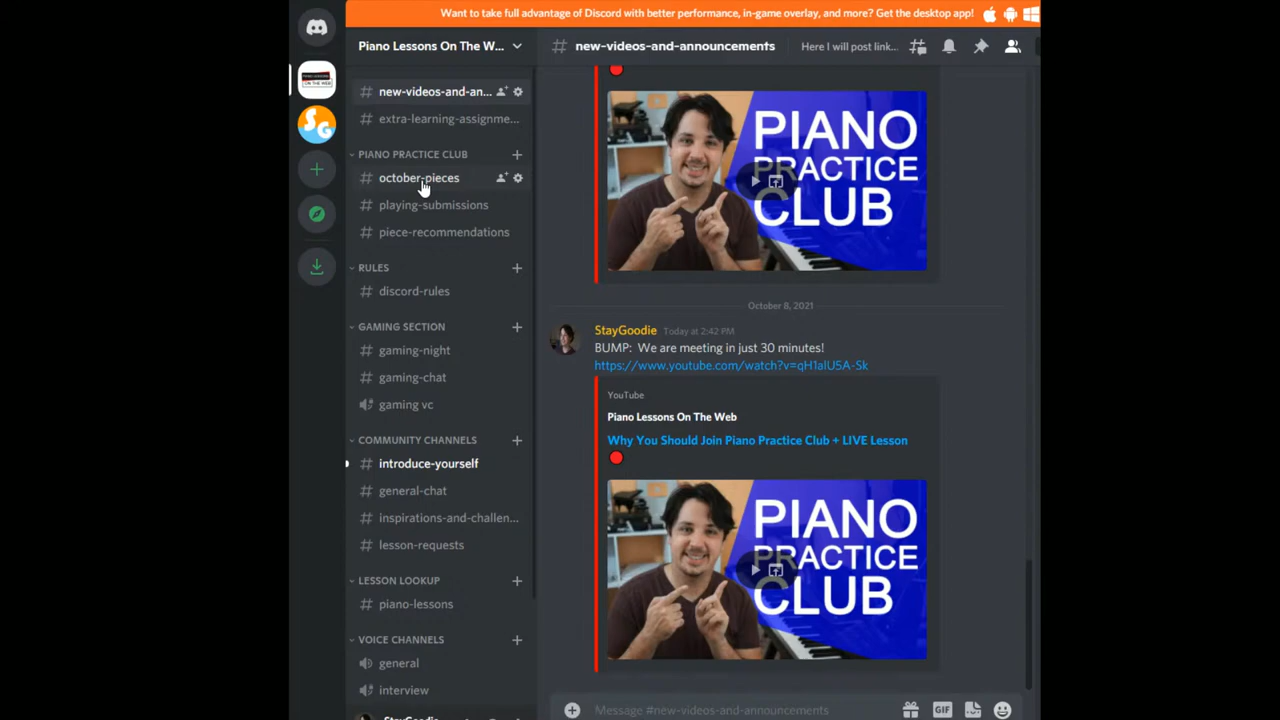 Want to take full advantage of Discord with better performance, in-game overlay, and more? Get the desktop app!
Piano Lessons On The W...
# new-videos-and-announcements
Here I will post link...
# new-videos-and-an...
# extra-learning-assignme...
PIANO PRACTICE CLUB
# october-pieces
# playing-submissions
# piece-recommendations
RULES
# discord-rules
GAMING SECTION
# gaming-night
# gaming-chat
gaming vc
COMMUNITY CHANNELS
# introduce-yourself
# general-chat
# inspirations-and-challen...
# lesson-requests
LESSON LOOKUP
# piano-lessons
VOICE CHANNELS
general
interview
StayGoodie
PIANO
PRACTICE
CLUB
October 8, 2021
StayGoodie Today at 2:42 PM
BUMP: We are meeting in just 30 minutes!
https://www.youtube.com/watch?v=qH1alU5A-Sk
YouTube
Piano Lessons On The Web
Why You Should Join Piano Practice Club + LIVE Lesson
PIANO
PRACTICE
CLUB
Message #new-videos-and-announcements
GIF